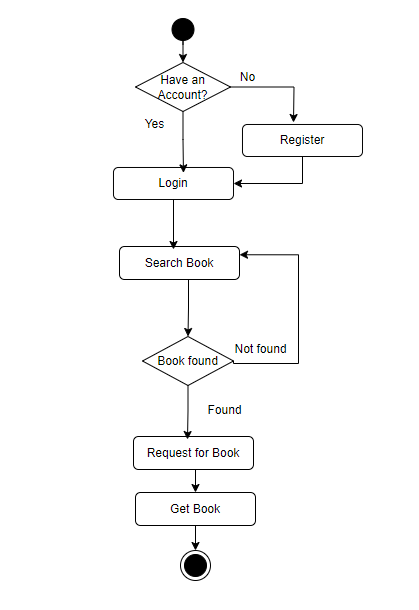 Have an
Account?
No
Yes
Register
Login
Search Book
Not found
Book found
Found
Request for Book
Get Book